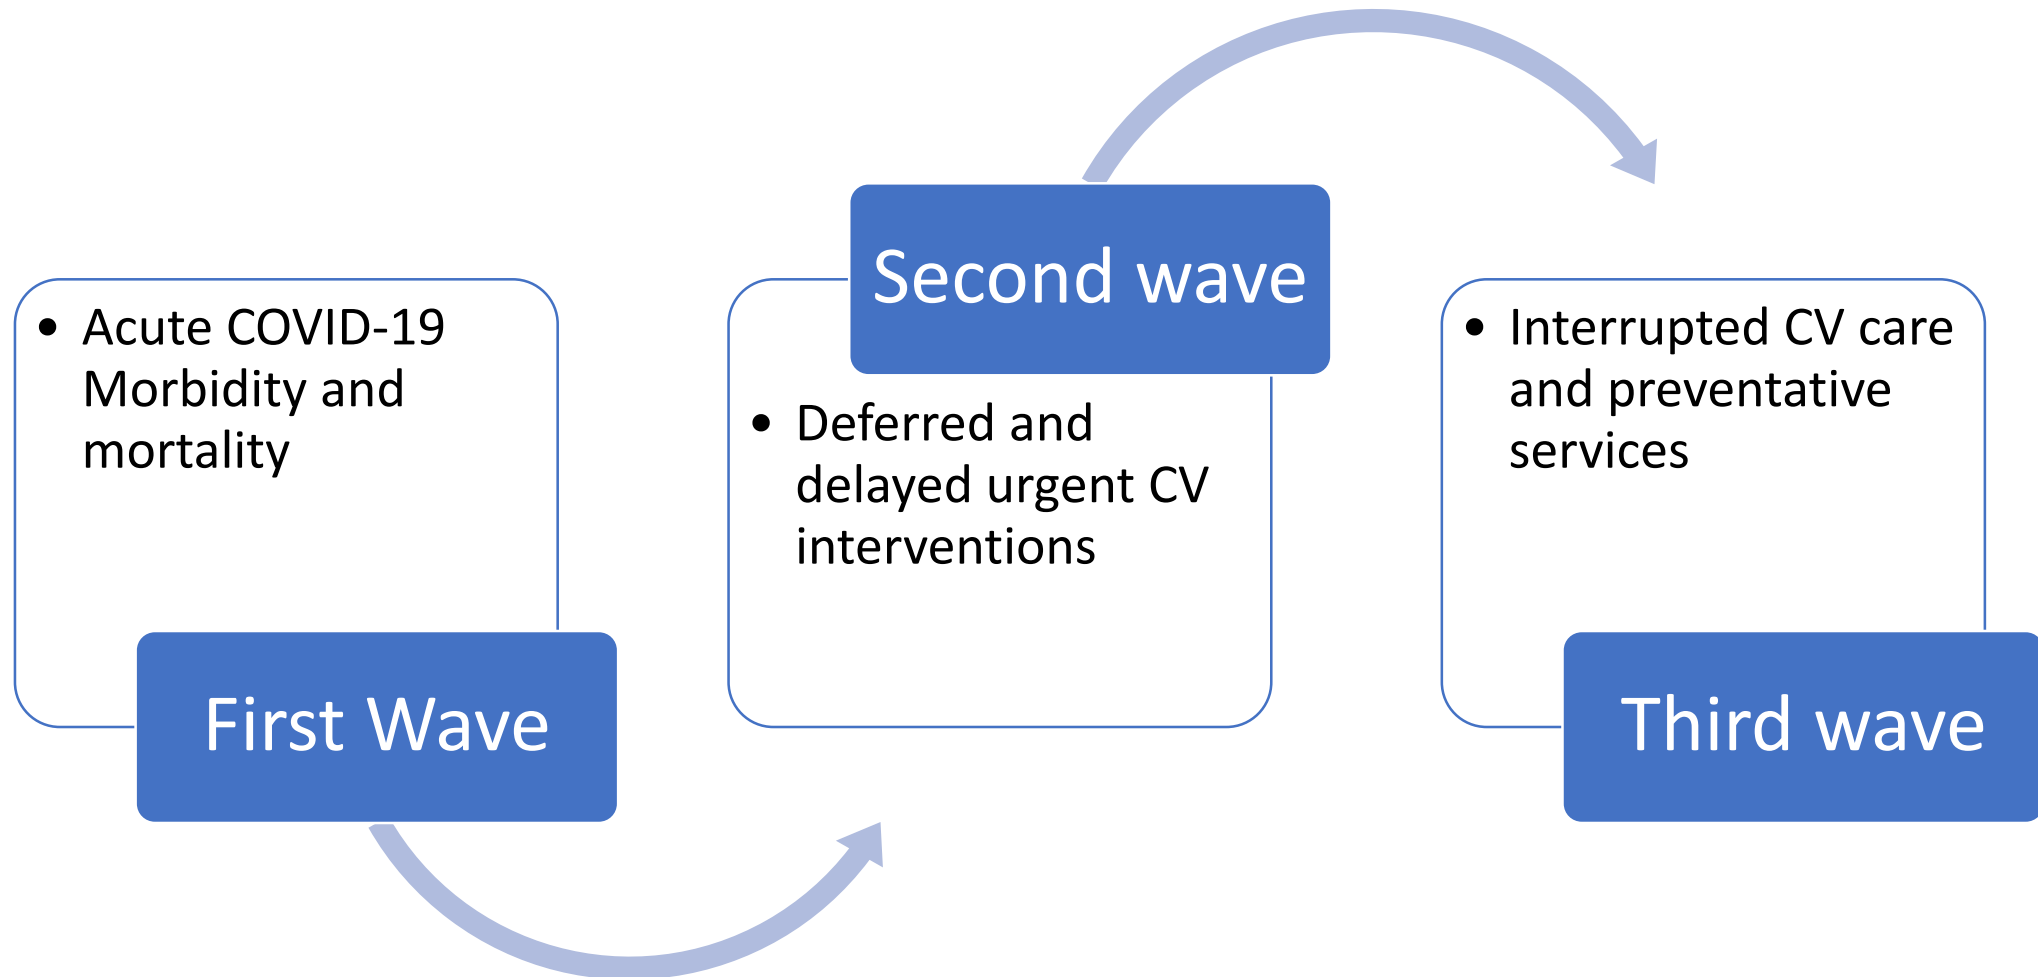 • Acute COVID-19
Morbidity and
mortality
First Wave
Second wave
• Deferred and
delayed urgent CV
interventions
• Interrupted CV care
and preventative
services
Third wave